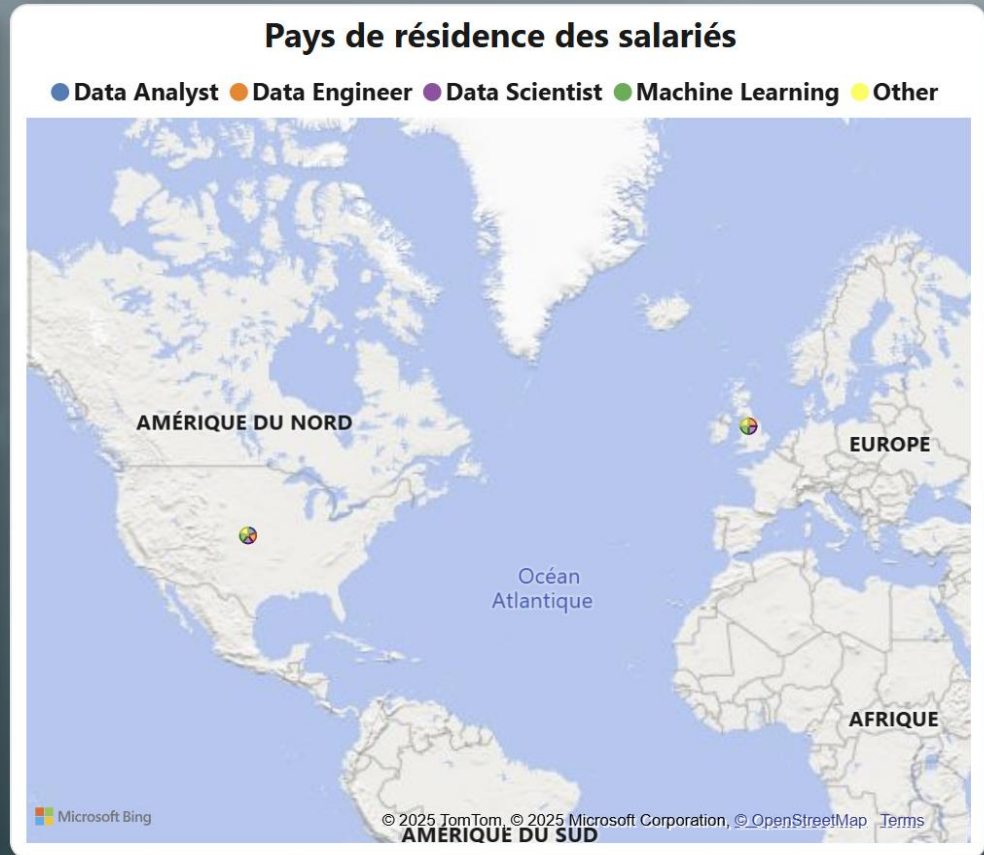 Pays de résidence des salariés
Data Analyst Data Engineer Data Scientist Machine Learning Other
AMÉRIQUE DU NORD
EUROPE
Océan
Atlantique
AFRIQUE
Microsoft Bing
© 2025 TomTom, © 2025 Microsoft Corporation, © OpenStreetMap Terms
AMÉRIQUE DU SUD